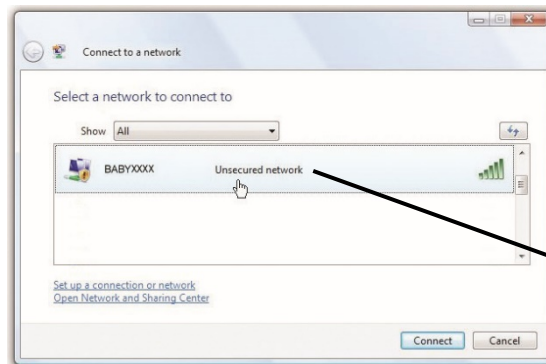 Connect to a network
Select a network to connect to
Show All
BABYXXXX Unsecured network
Set up a connection or network
Open Network and Sharing Center
Connect Cancel